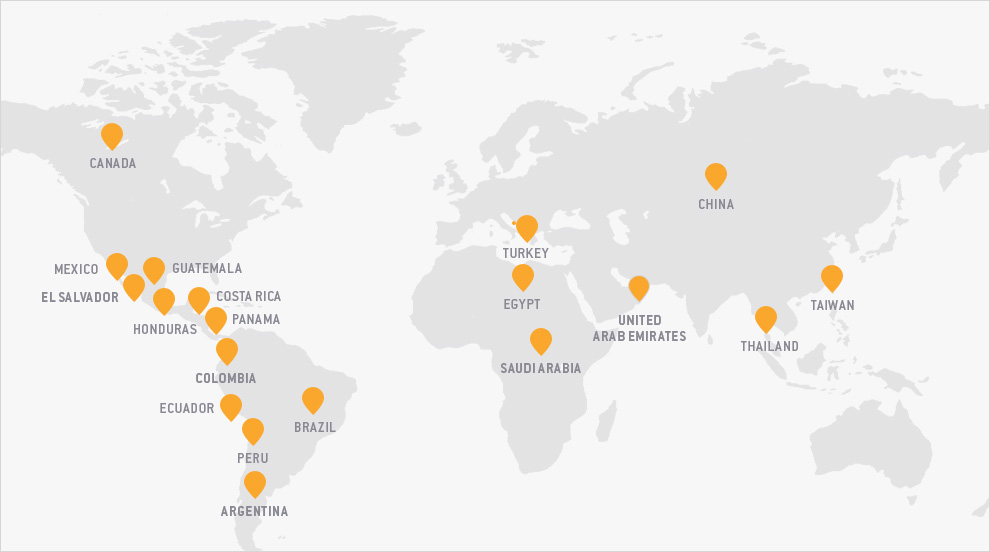 CANADA
CHINA
TURKEY
MEXICO
GUATEMALA
EL SALVADOR
COSTA RICA
EGYPT
TAIWAN
HONDURAS
PANAMA
UNITED
ARAB EMIRATES
THAILAND
SAUDI ARABIA
COLOMBIA
ECUADOR
BRAZIL
PERU
ARGENTINA